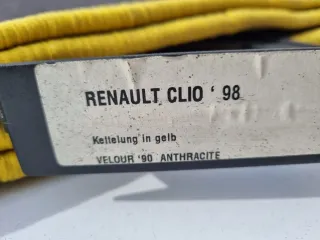 RENAULT CLIO ' 98
Kettelung in gelb
VELOUR '90 ANTHRACITE